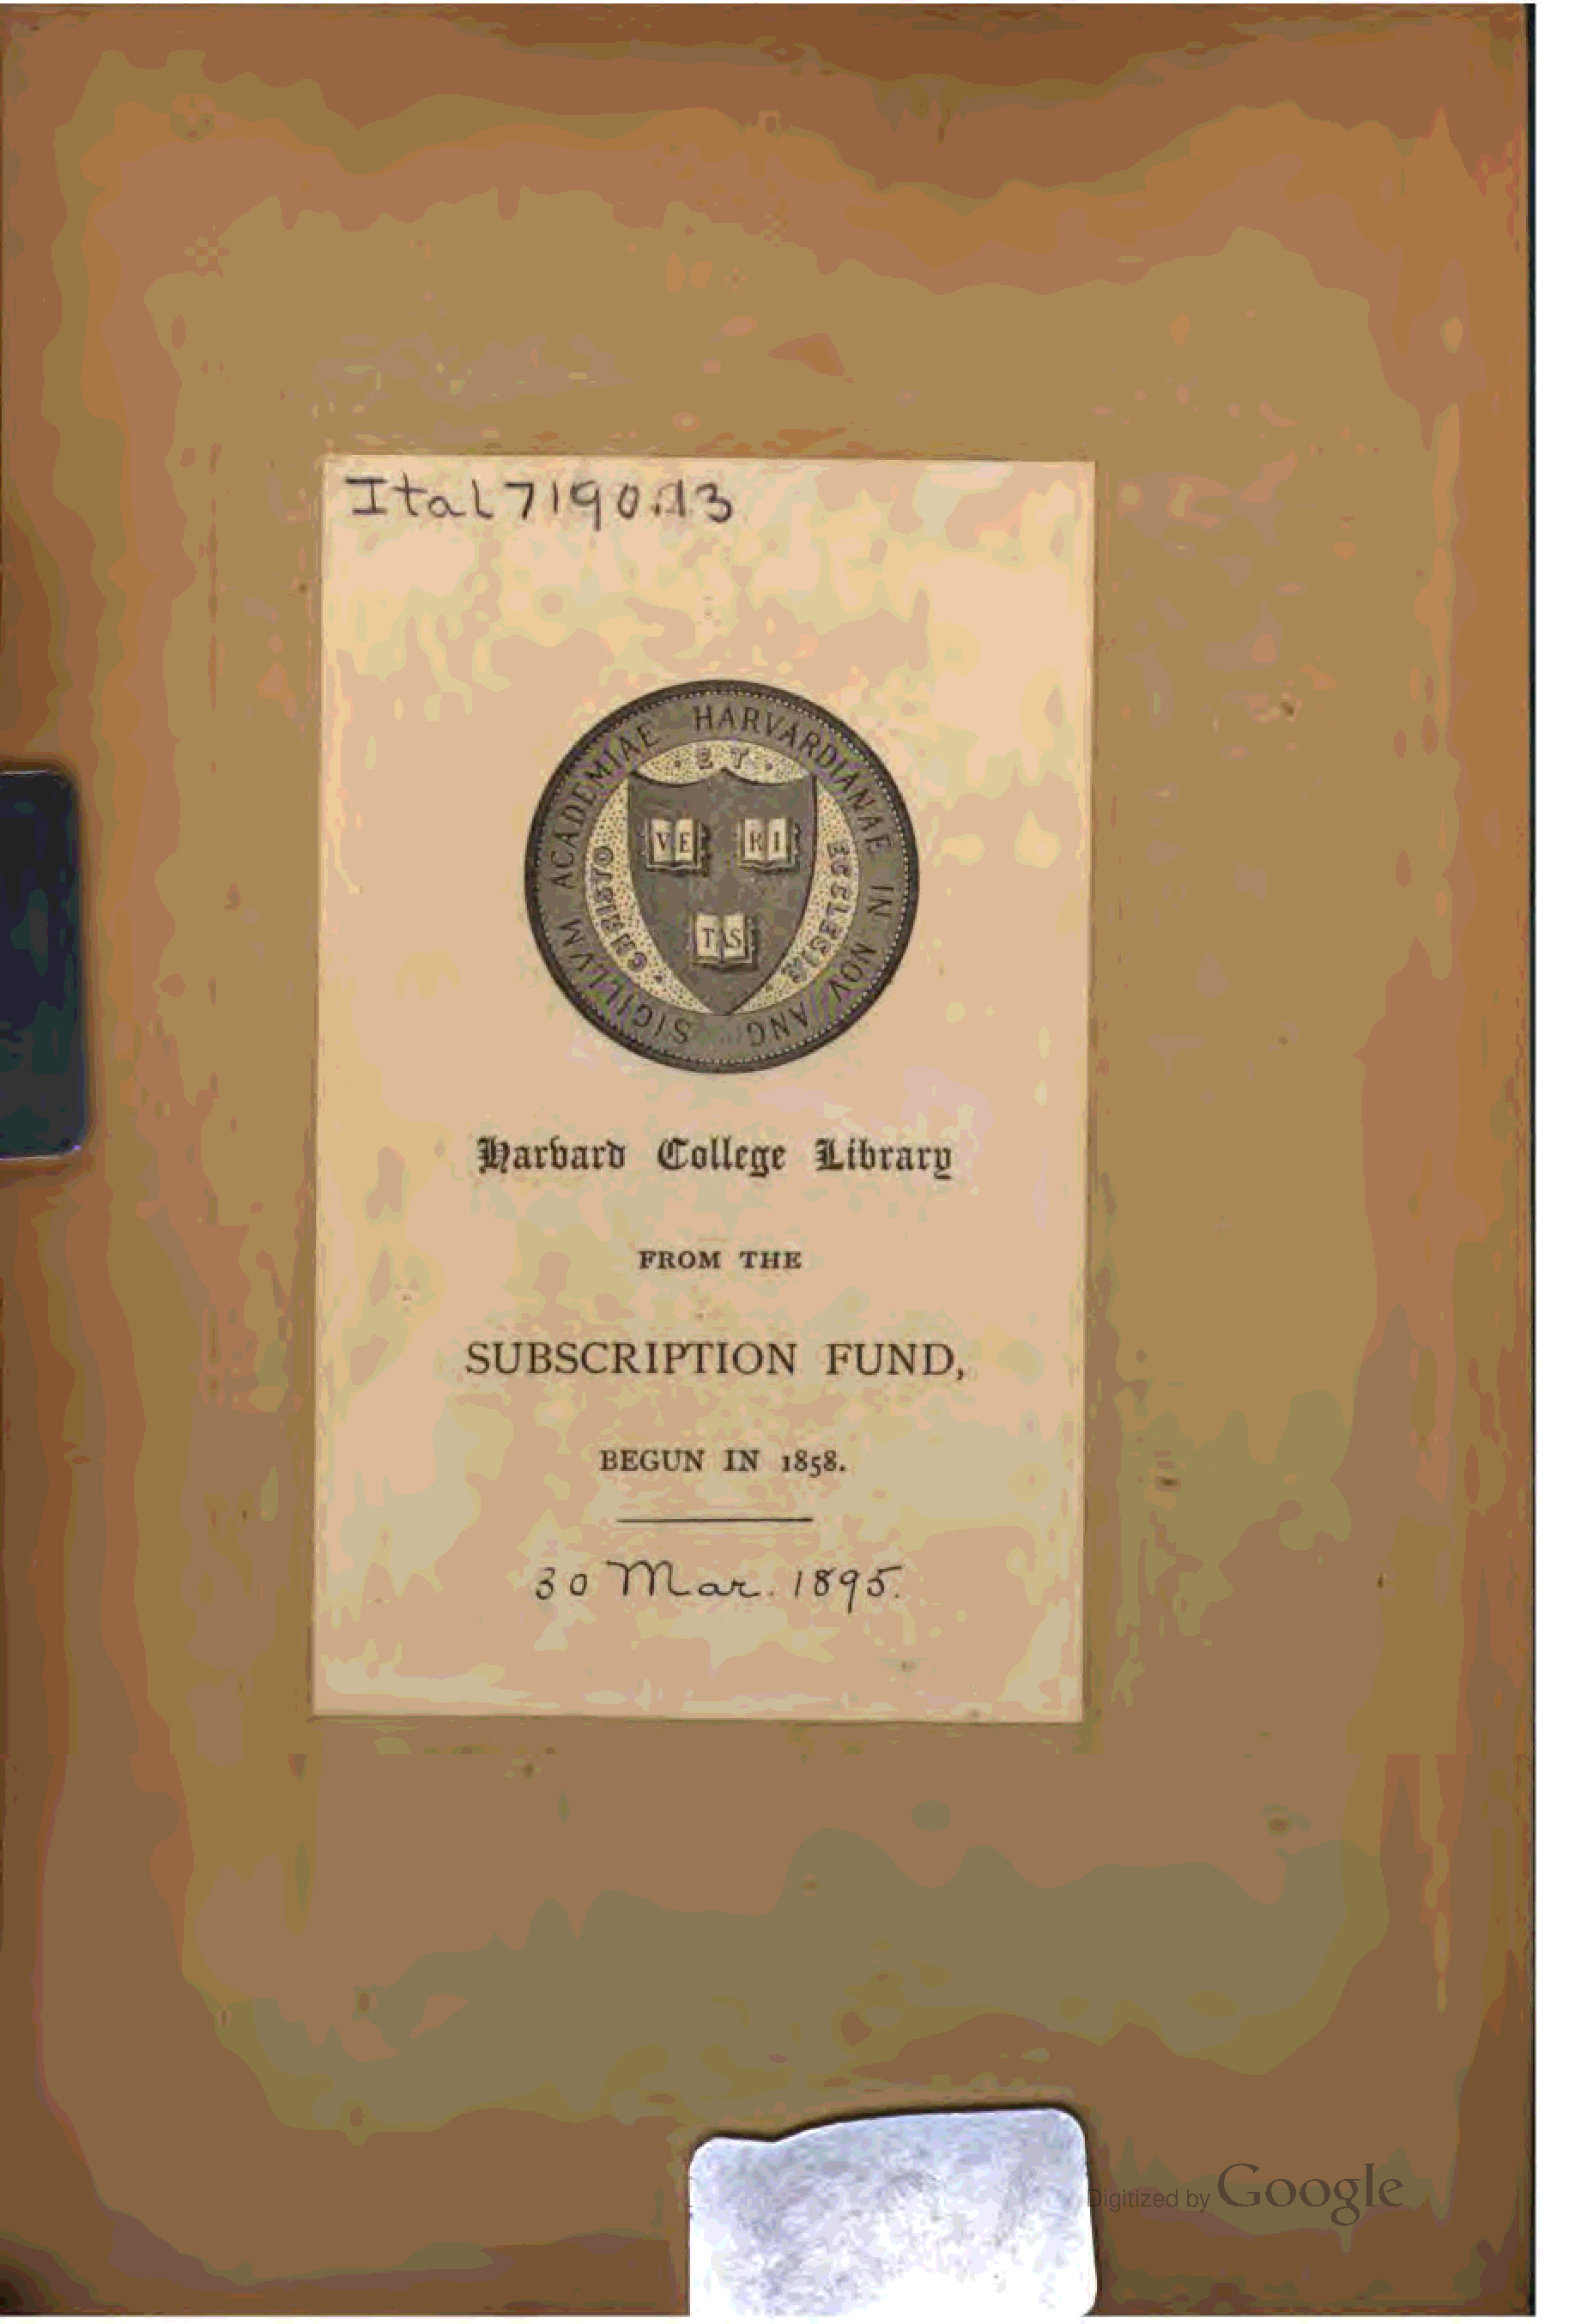 Ital 7190.13
SIGILLVM ACADEMIAE HARVARDIANAE IN NOV ANG
CHRISTO ET ECCLESIAE
VE RI
TAS
Harvard College Library
FROM THE
SUBSCRIPTION FUND,
BEGUN IN 1858.
30 Mar. 1895.
Digitized by Google